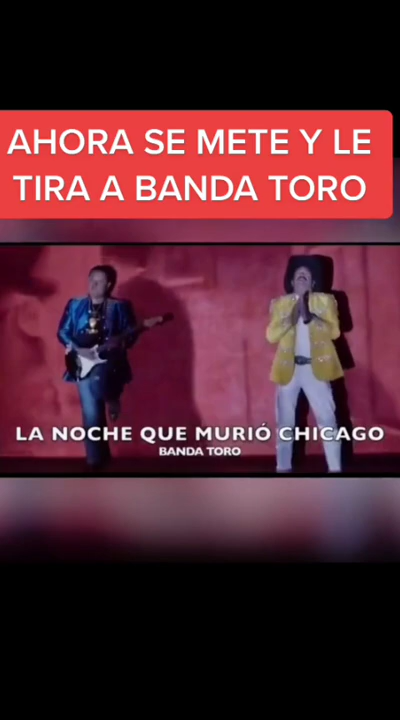 AHORA SE METE Y LE
TIRA A BANDA TORO
LA NOCHE QUE MURIÓ CHICAGO
BANDA TORO